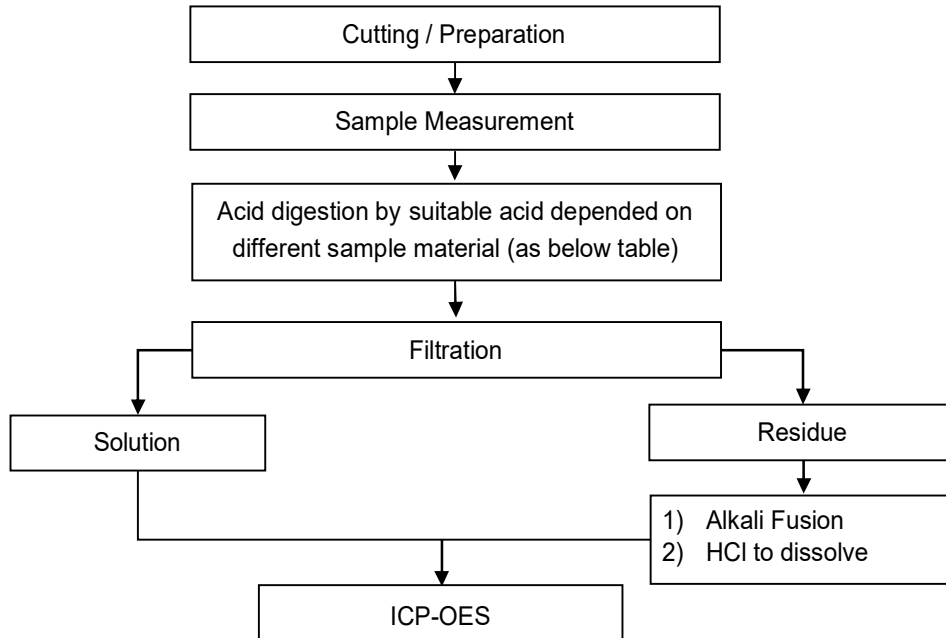 Cutting / Preparation
Sample Measurement
Acid digestion by suitable acid depended on
different sample material (as below table)
Filtration
Solution
Residue
1) Alkali Fusion
2) HCl to dissolve
ICP-OES